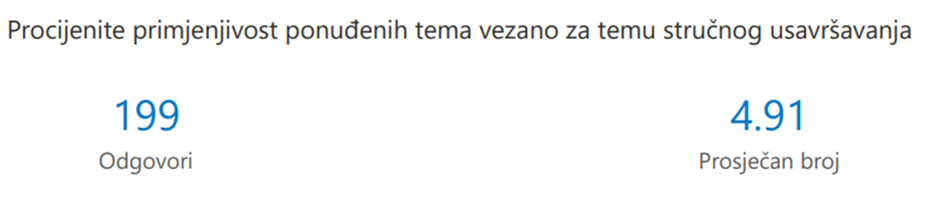 Procijenite primjenjivost ponuđenih tema vezano za temu stručnog usavršavanja
199
Odgovori
4.91
Prosječan broj